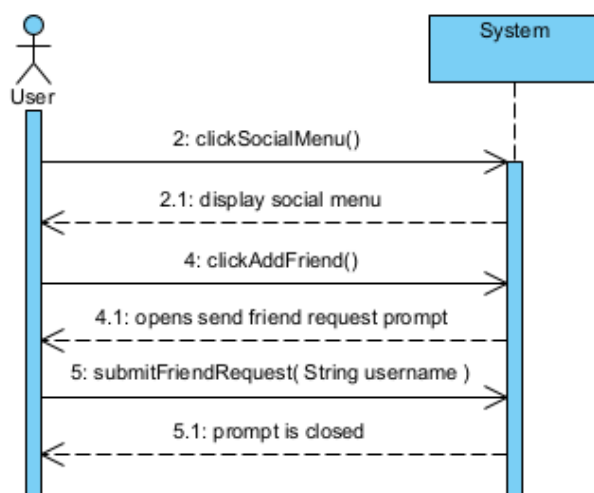 System
User
2: clickSocialMenu()
2.1: display social menu
4: clickAddFriend()
4.1: opens send friend request prompt
5: submitFriendRequest( String username )
5.1: prompt is closed